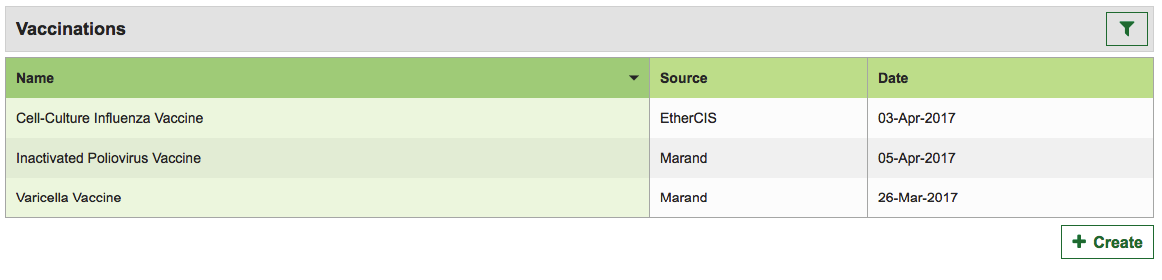 Vaccinations
Name Source Date
Cell-Culture Influenza Vaccine EtherCIS 03-Apr-2017
Inactivated Poliovirus Vaccine Marand 05-Apr-2017
Varicella Vaccine Marand 26-Mar-2017
+ Create